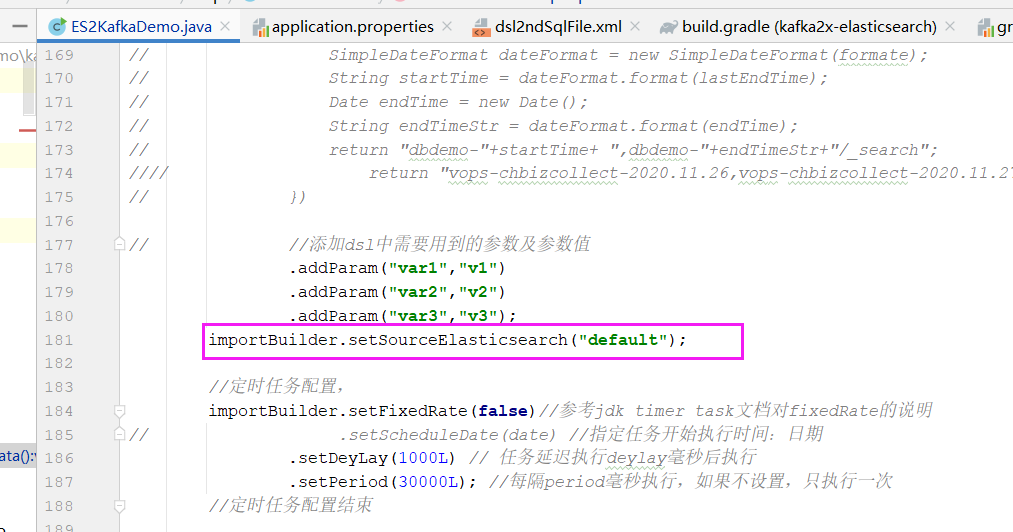 ES2KafkaDemo.java × application.properties × dsl2ndSqlFile.xml × build.gradle (kafka2x-elasticsearch) × gr
mo\ka
169 // SimpleDateFormat dateFormat = new SimpleDateFormat(formate);
170 // String startTime = dateFormat.format(lastEndTime);
171 // Date endTime = new Date();
172 // String endTimeStr = dateFormat.format(endTime);
173 // return "dbdemo-"+startTime+ ",dbdemo-"+endTimeStr+"/_search";
174 //// return "vops-chbizcollect-2020.11.26,vops-chbizcollect-2020.11.27
175 // })
176
177 // //添加dsl中需要用到的参数及参数值
178 .addParam("var1","v1")
179 .addParam("var2","v2")
180 .addParam("var3","v3");
181 importBuilder.setSourceElasticsearch("default");
182
183 //定时任务配置，
184 importBuilder.setFixedRate(false)//参考jdk timer task文档对fixedRate的说明
185 // .setScheduleDate(date) //指定任务开始执行时间：日期
ata():v
186 .setDeyLay(1000L) // 任务延迟执行deylay毫秒后执行
187 .setPeriod(30000L); //每隔period毫秒执行，如果不设置，只执行一次
188 //定时任务配置结束
189